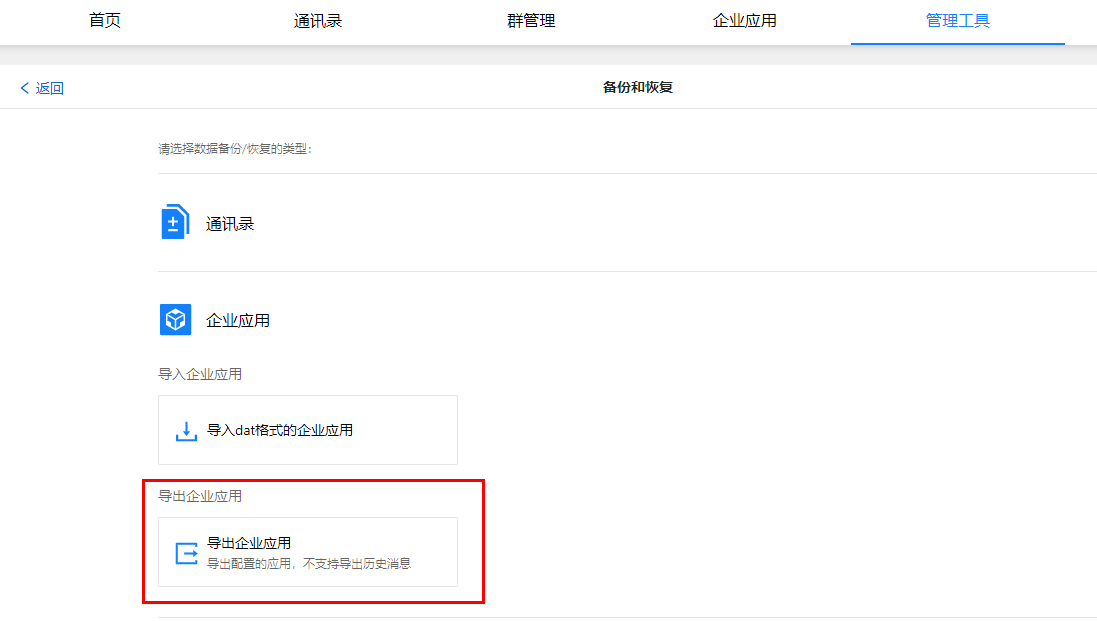 首页 通讯录 群管理 企业应用 管理工具
返回 备份和恢复
请选择数据备份/恢复的类型：
通讯录
企业应用
导入企业应用
导入dat格式的企业应用
导出企业应用
导出企业应用
导出配置的应用，不支持导出历史消息